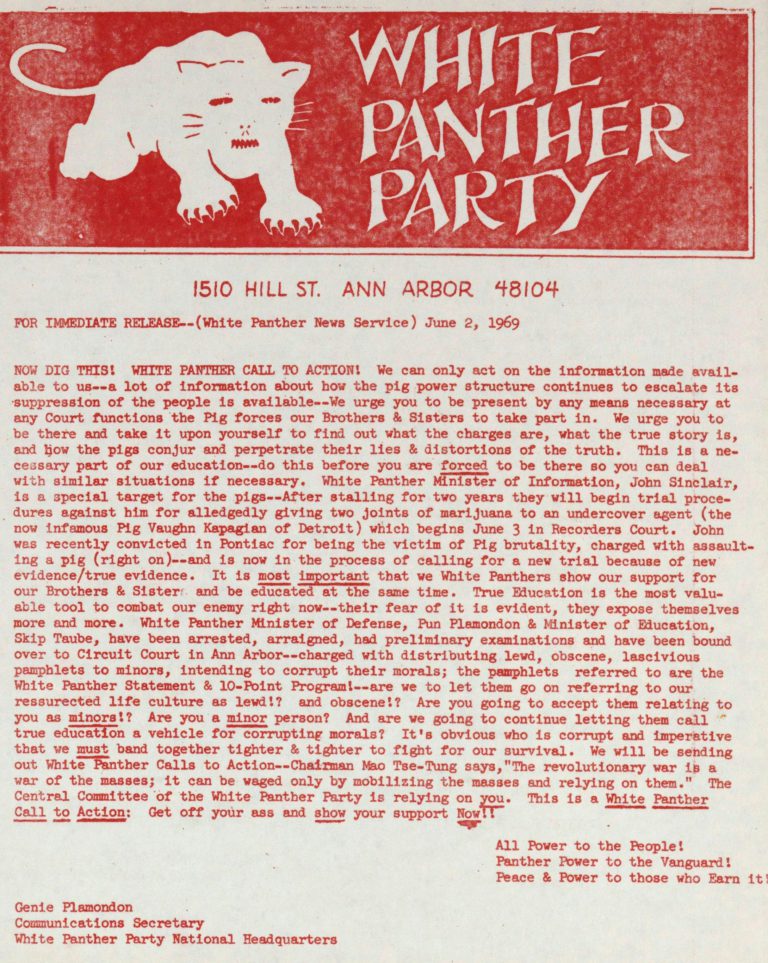 WHITE
PANTHER
PARTY
1510 HILL ST. ANN ARBOR 48104
FOR IMMEDIATE RELEASE--(White Panther News Service) June 2, 1969
NOW DIG THIS! WHITE PANTHER CALL TO ACTION! We can only act on the information made avail-
able to us--a lot of information about how the pig power structure continues to escalate its
suppression of the people is available--We urge you to be present by any means necessary at
any Court functions the Pig forces our Brothers & Sisters to take part in. We urge you to
be there and take it upon yourself to find out what the charges are, what the true story is,
and how the pigs conjur and perpetrate their lies & distortions of the truth. This is a ne-
cessary part of our education--do this before you are forced to be there so you can deal
with similar situations if necessary. White Panther Minister of Information, John Sinclair,
is a special target for the pigs--After stalling for two years they will begin trial proce-
dures against him for alledgedly giving two joints of marijuana to an undercover agent (the
now infamous Pig Vaughn Kapagian of Detroit) which begins June 3 in Recorders Court. John
was recently convicted in Pontiac for being the victim of Pig brutality, charged with assault-
ing a pig (right on)--and is now in the process of calling for a new trial because of new
evidence/true evidence. It is most important that we White Panthers show our support for
our Brothers & Sister and be educated at the same time. True Education is the most valu-
able tool to combat our enemy right now--their fear of it is evident, they expose themselves
more and more. White Panther Minister of Defense, Pun Plamondon & Minister of Education,
Skip Taube, have been arrested, arraigned, had preliminary examinations and have been bound
over to Circuit Court in Ann Arbor--charged with distributing lewd, obscene, lascivious
pamphlets to minors, intending to corrupt their morals; the pamphlets referred to are the
White Panther Statement & 10-Point Program!--are we to let them go on referring to our
ressurected life culture as lewd!? and obscene!? Are you going to accept them relating to
you as minors!? Are you a minor person? And are we going to continue letting them call
true education a vehicle for corrupting morals? It's obvious who is corrupt and imperative
that we must band together tighter & tighter to fight for our survival. We will be sending
out White Panther Calls to Action--Chairman Mao Tse-Tung says,"The revolutionary war is a
war of the masses; it can be waged only by mobilizing the masses and relying on them." The
Central Committee of the White Panther Party is relying on you. This is a White Panther
Call to Action: Get off your ass and show your support Now!!
All Power to the People!
Panther Power to the Vanguard!
Peace & Power to those who Earn it!
Genie Plamondon
Communications Secretary
White Panther Party National Headquarters